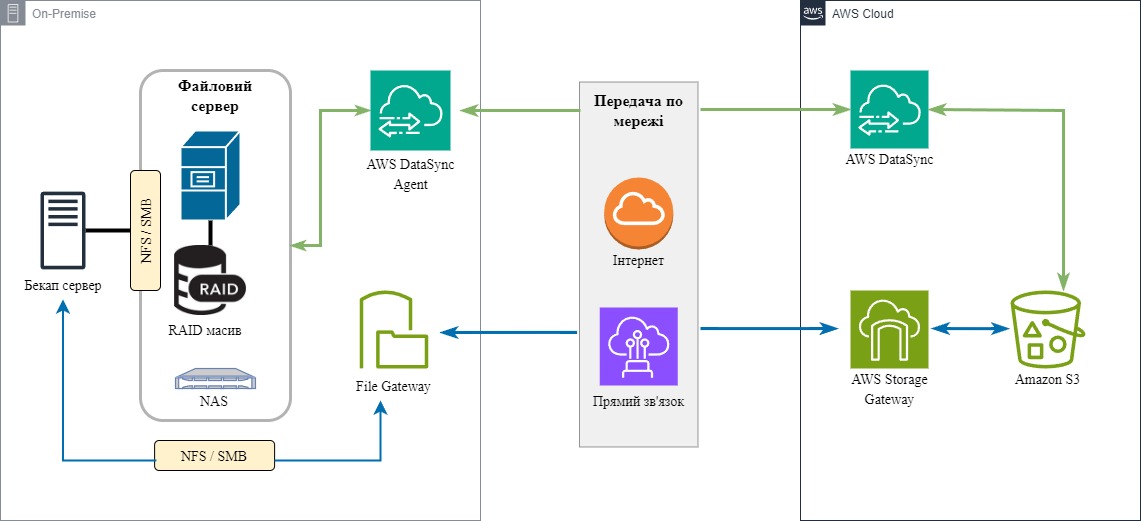 On-Premise
aws
AWS Cloud
Файловий
сервер
AWS DataSync
Agent
Передача по
мережі
AWS DataSync
NFS / SMB
Бекап сервер
RAID
RAID масив
NAS
File Gateway
Інтернет
Прямий зв'язок
AWS Storage
Gateway
Amazon S3
NFS / SMB